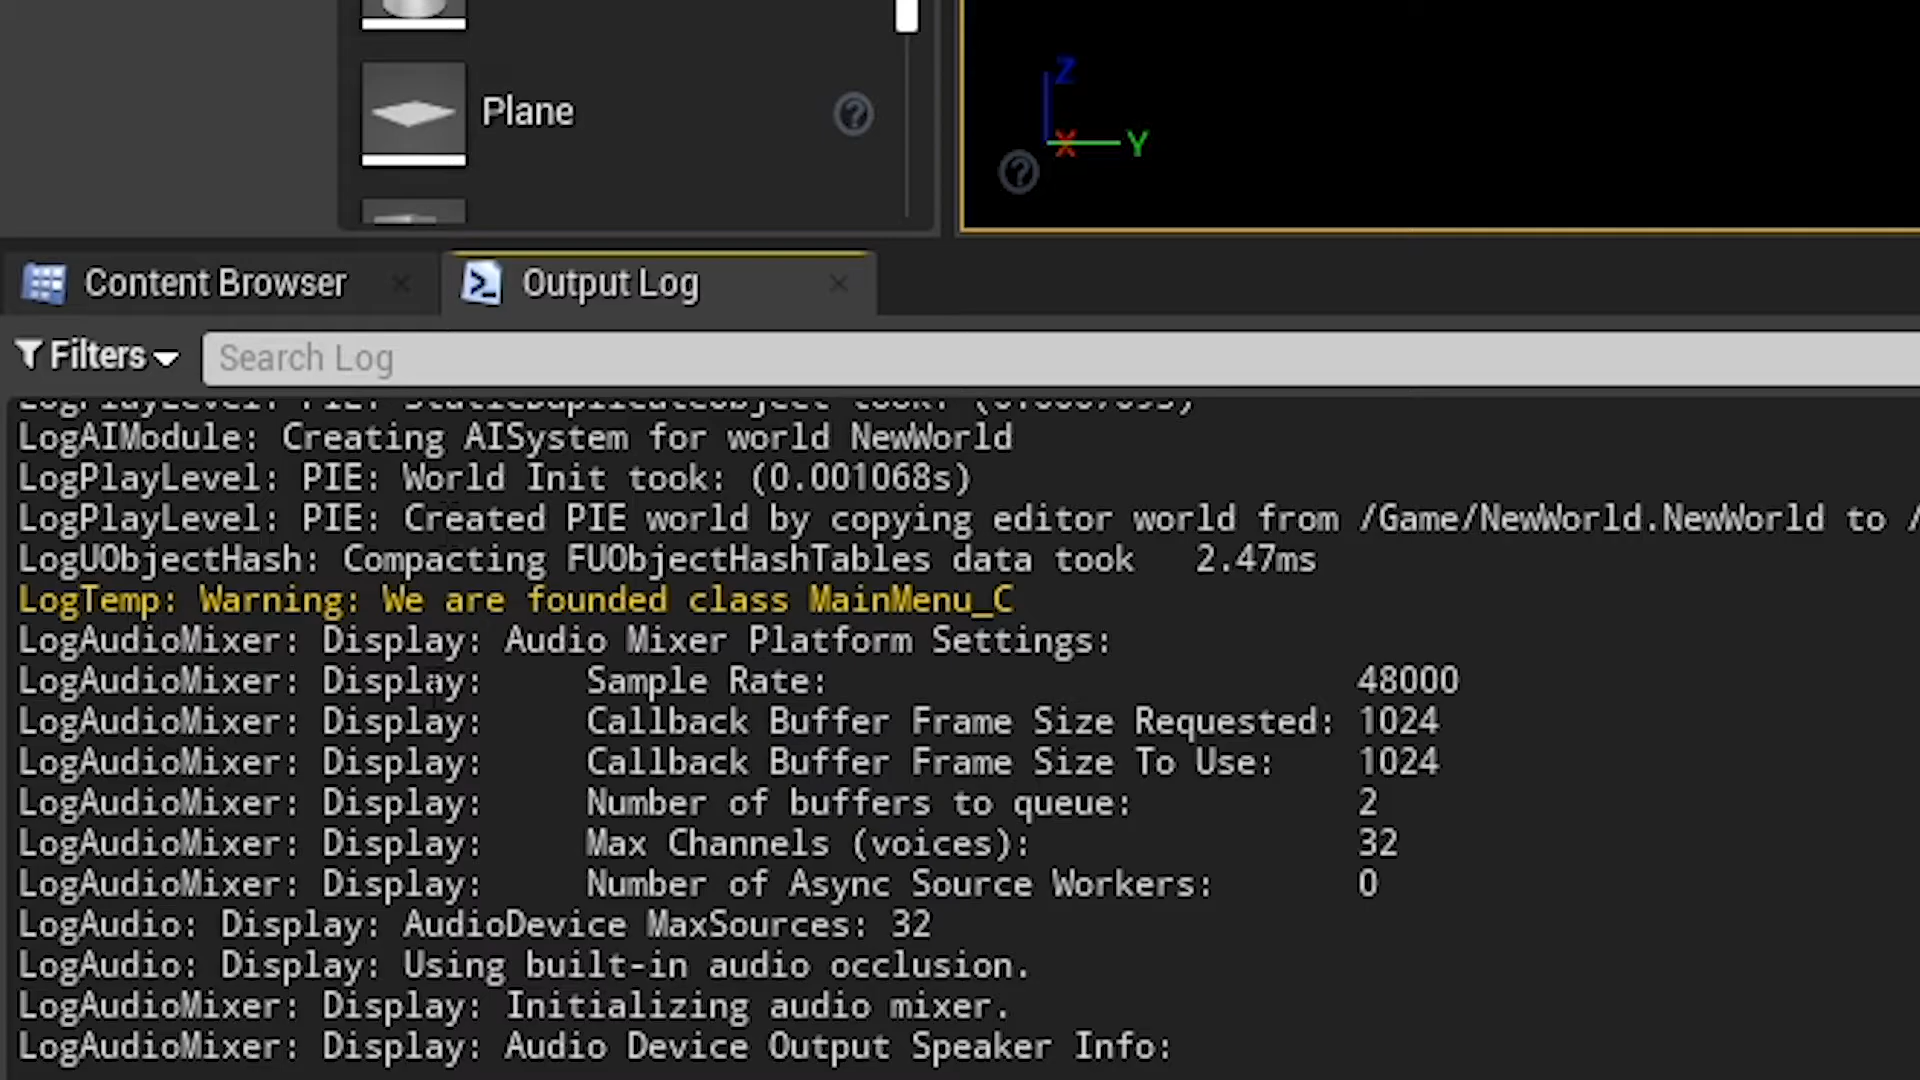 Plane
Z
X Y
Content Browser
Output Log
Filters
Search Log
LogAIModule: Creating AISystem for world NewWorld
LogPlayLevel: PIE: World Init took: (0.001068s)
LogPlayLevel: PIE: Created PIE world by copying editor world from /Game/NewWorld.NewWorld to /
LogUObjectHash: Compacting FUObjectHashTables data took   2.47ms
LogTemp: Warning: We are founded class MainMenu_C
LogAudioMixer: Display: Audio Mixer Platform Settings:
LogAudioMixer: Display:     Sample Rate:                          48000
LogAudioMixer: Display:     Callback Buffer Frame Size Requested: 1024
LogAudioMixer: Display:     Callback Buffer Frame Size To Use:    1024
LogAudioMixer: Display:     Number of buffers to queue:           2
LogAudioMixer: Display:     Max Channels (voices):                32
LogAudioMixer: Display:     Number of Async Source Workers:       0
LogAudio: Display: AudioDevice MaxSources: 32
LogAudio: Display: Using built-in audio occlusion.
LogAudioMixer: Display: Initializing audio mixer.
LogAudioMixer: Display: Audio Device Output Speaker Info: